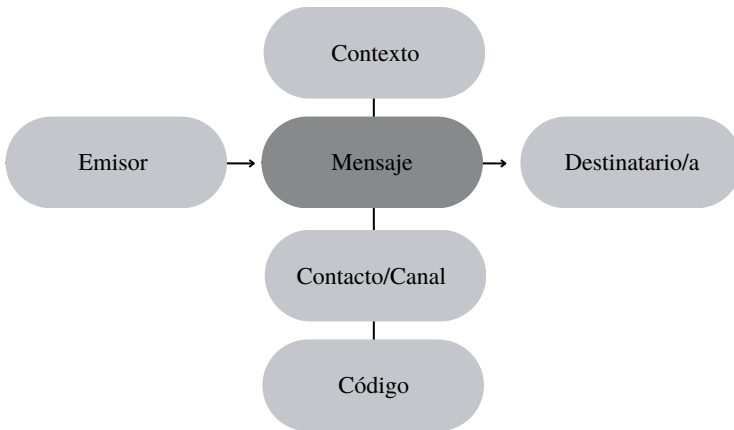 Contexto
Emisor
Mensaje
Destinatario/a
Contacto/Canal
Código